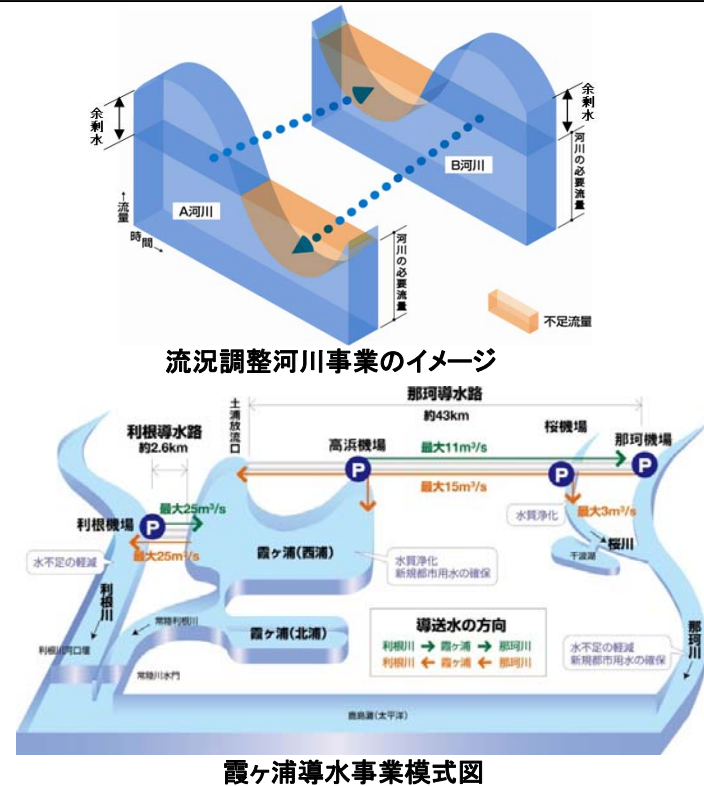 余剰水
A河川
←流量
時間→
河川の必要流量
B河川
余剰水
河川の必要流量
不足流量
流況調整河川事業のイメージ
土浦放流口
那珂導水路
約43km
利根導水路
約2.6km
高浜機場
桜機場
那珂機場
最大11m³/s
P
P
P
最大15m³/s
最大25m³/s
利根機場
P
最大25m³/s
水質浄化
最大3m³/s
桜川
千波湖
水不足の軽減
霞ヶ浦(西浦)
水質浄化
新規都市用水の確保
利根川
常陸利根川
霞ヶ浦(北浦)
導送水の方向
利根川 → 霞ヶ浦 → 那珂川
利根川 ← 霞ヶ浦 ← 那珂川
那珂川
水不足の軽減
新規都市用水の確保
利根川河口堰
常陸川水門
鹿島灘(太平洋)
霞ヶ浦導水事業模式図